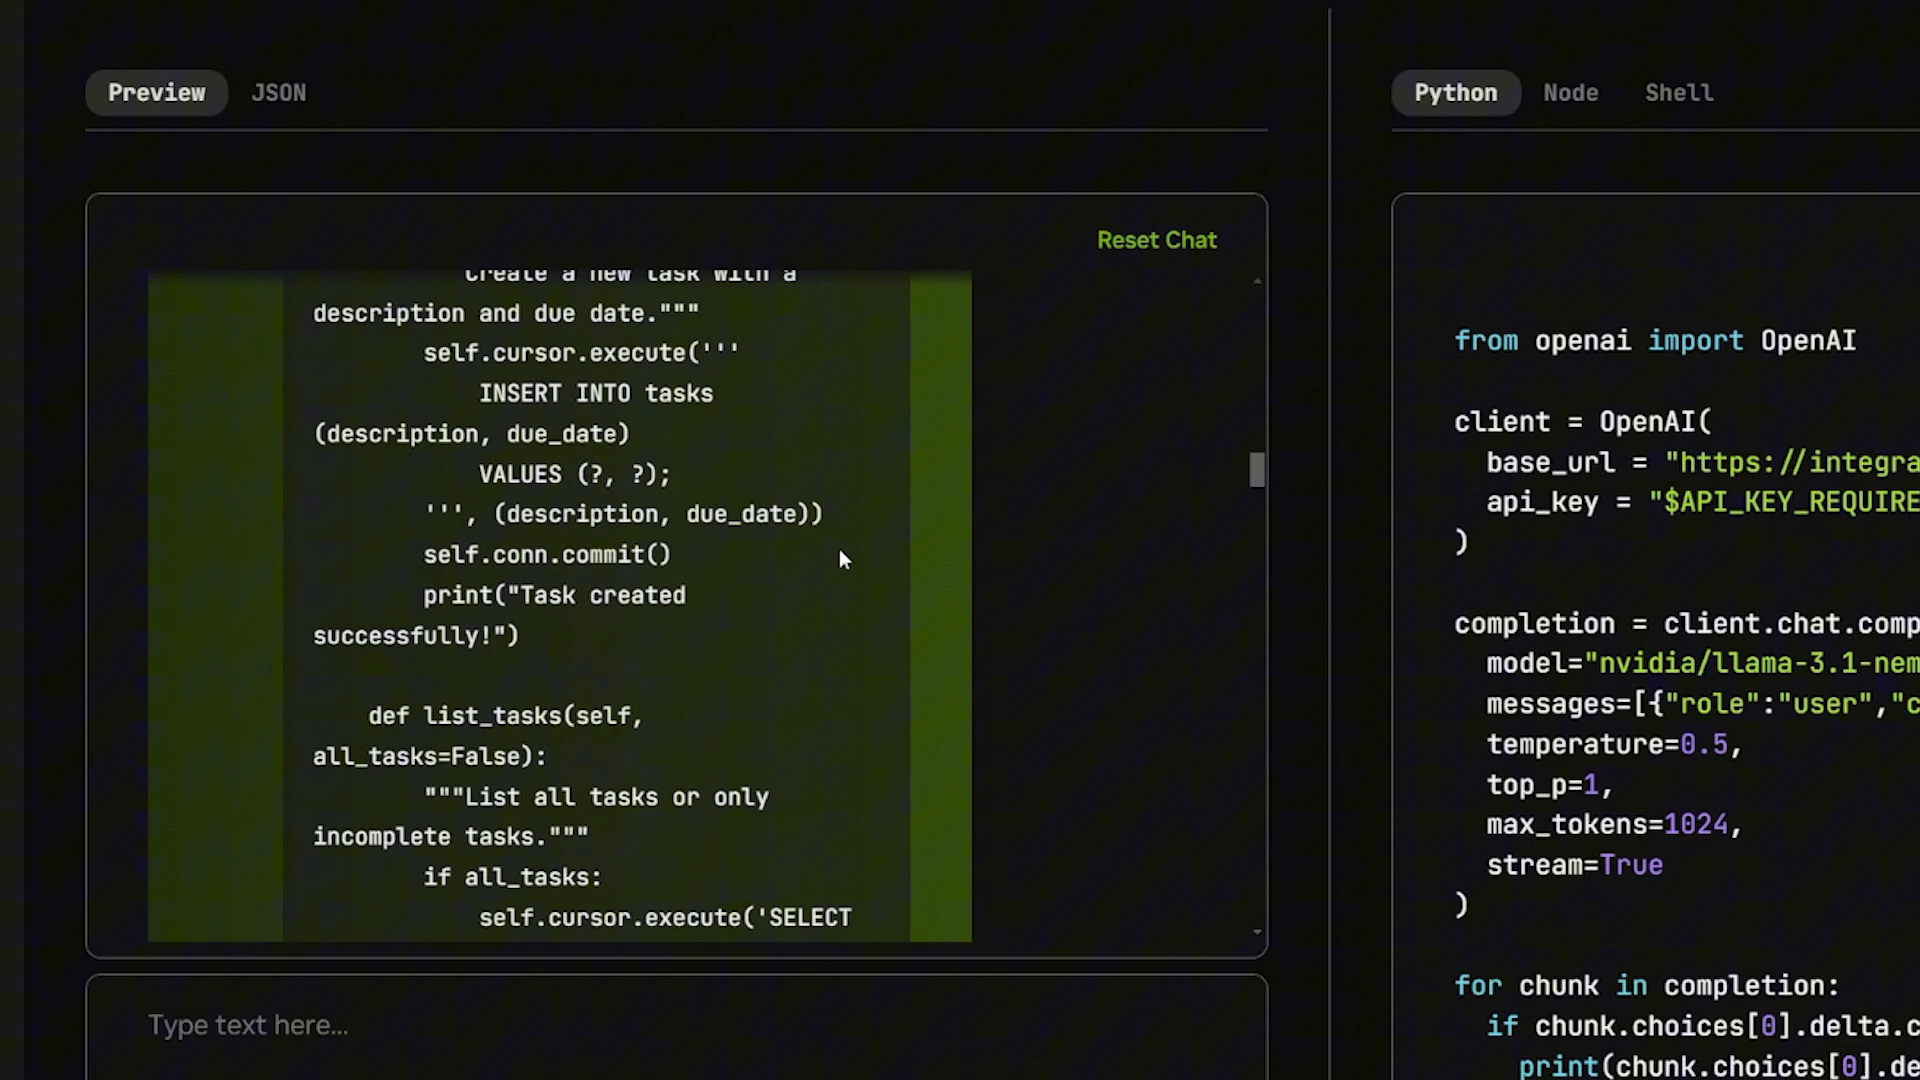 Preview JSON
Reset Chat
create a new task with a
description and due date."""
self.cursor.execute('''
INSERT INTO tasks
(description, due_date)
VALUES (?, ?);
''', (description, due_date))
self.conn.commit()
print("Task created
successfully!")
def list_tasks(self,
all_tasks=False):
"""List all tasks or only
incomplete tasks."""
if all_tasks:
self.cursor.execute('SELECT
Type text here...
Python Node Shell
from openai import OpenAI
client = OpenAI(
base_url = "https://integra
api_key = "$API_KEY_REQUIRE
)
completion = client.chat.comp
model="nvidia/llama-3.1-nem
messages=[{"role":"user","c
temperature=0.5,
top_p=1,
max_tokens=1024,
stream=True
)
for chunk in completion:
if chunk.choices[0].delta.c
print(chunk.choices[0].de